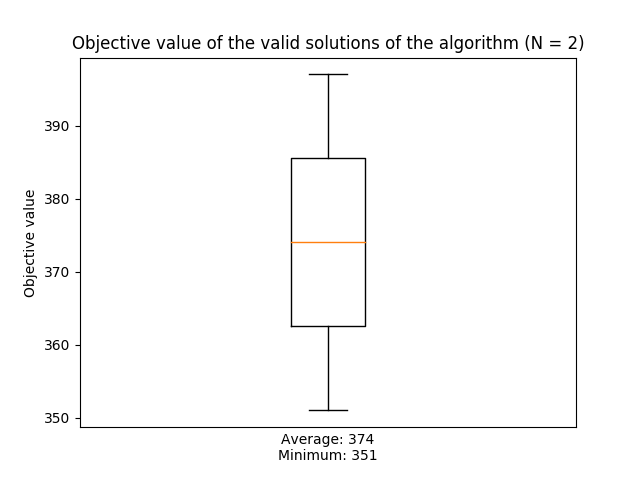 Objective value of the valid solutions of the algorithm (N = 2)
390
380
370
360
350
Objective value
Average: 374
Minimum: 351